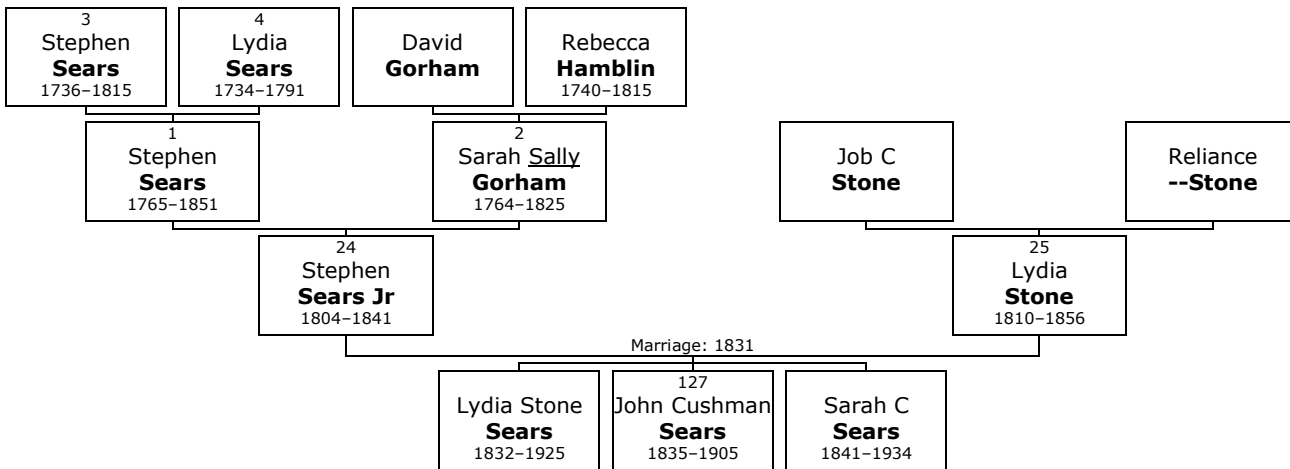 3
Stephen
Sears
1736–1815
4
Lydia
Sears
1734–1791
David
Gorham
Rebecca
Hamblin
1740–1815
1
Stephen
Sears
1765–1851
2
Sarah Sally
Gorham
1764–1825
Job C
Stone
Reliance
--Stone
24
Stephen
Sears Jr
1804–1841
25
Lydia
Stone
1810–1856
Marriage: 1831
Lydia Stone
Sears
1832–1925
127
John Cushman
Sears
1835–1905
Sarah C
Sears
1841–1934